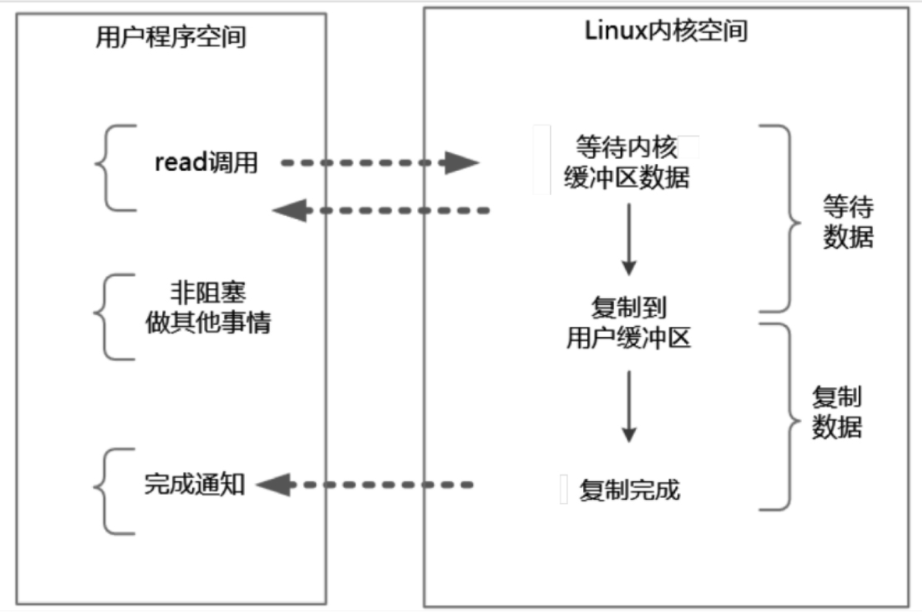 用户程序空间
Linux内核空间
read调用
等待内核
缓冲区数据
等待
数据
非阻塞
做其他事情
复制到
用户缓冲区
复制
数据
完成通知
复制完成